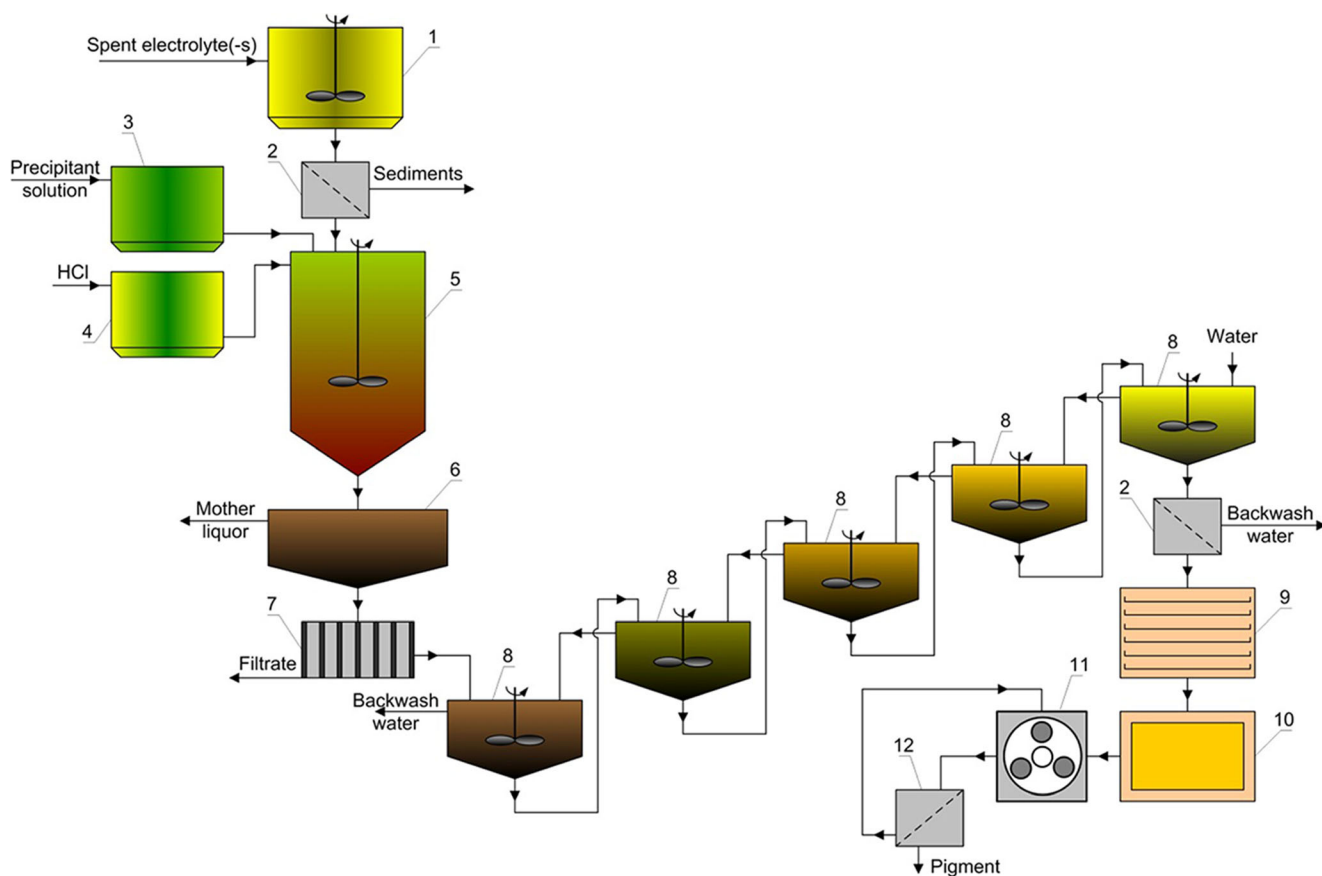 Spent electrolyte(-s)
1
3
2
Precipitant
solution
Sediments
HCl
4
5
6
Mother
liquor
7
Filtrate
8
Backwash
water
8
8
8
8
Water
2
Backwash
water
9
10
11
12
Pigment